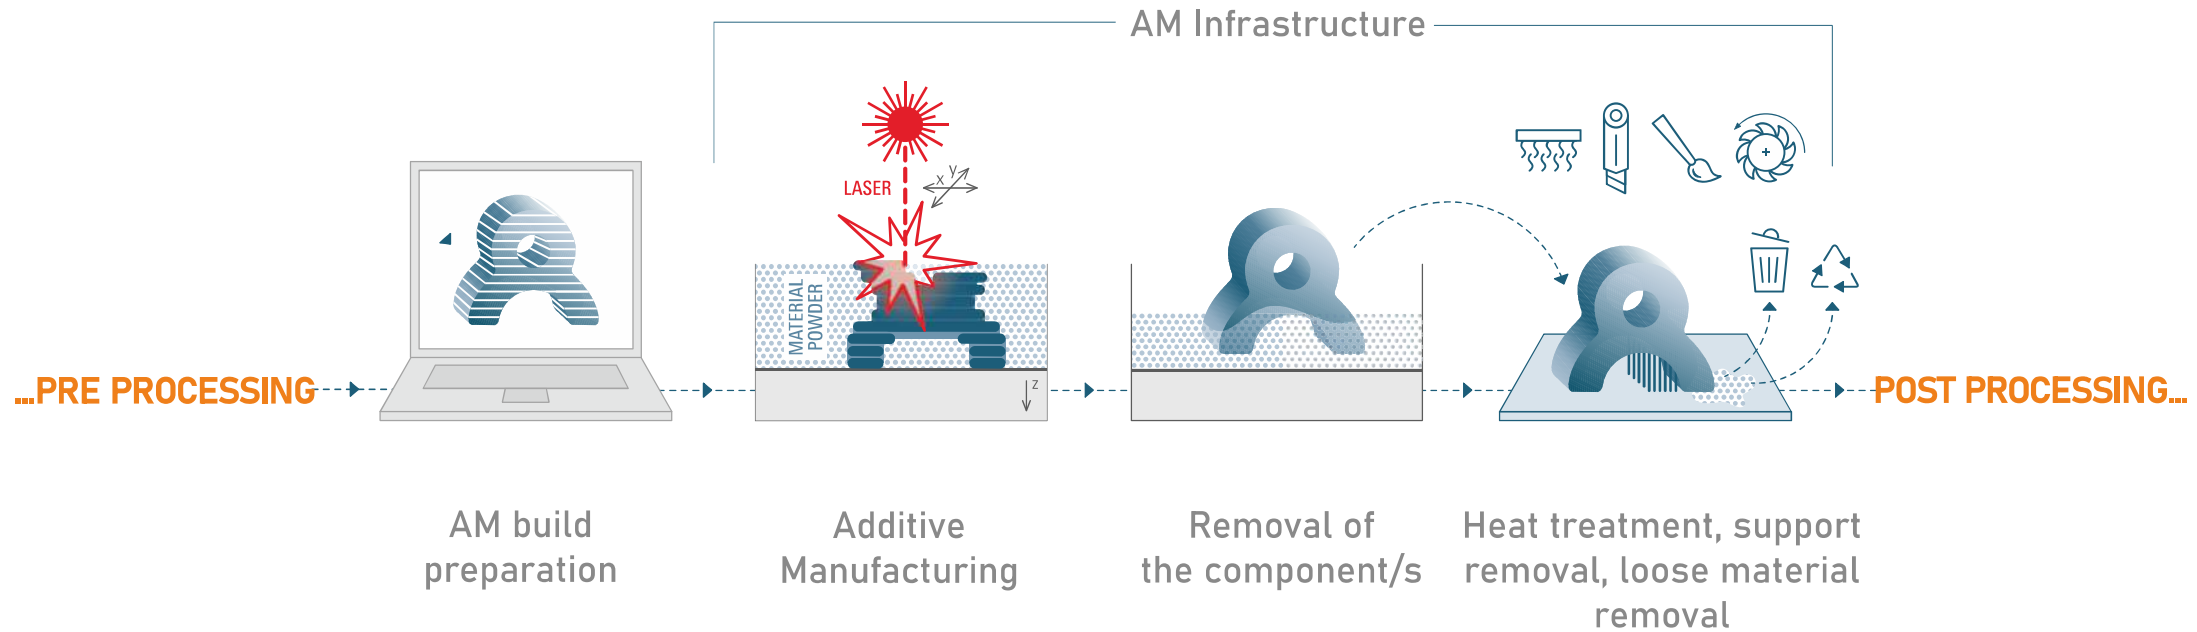 AM Infrastructure
LASER
x
y
MATERIAL
POWDER
z
...PRE PROCESSING
POST PROCESSING...
AM build
preparation
Additive
Manufacturing
Removal of
the component/s
Heat treatment, support
removal, loose material
removal